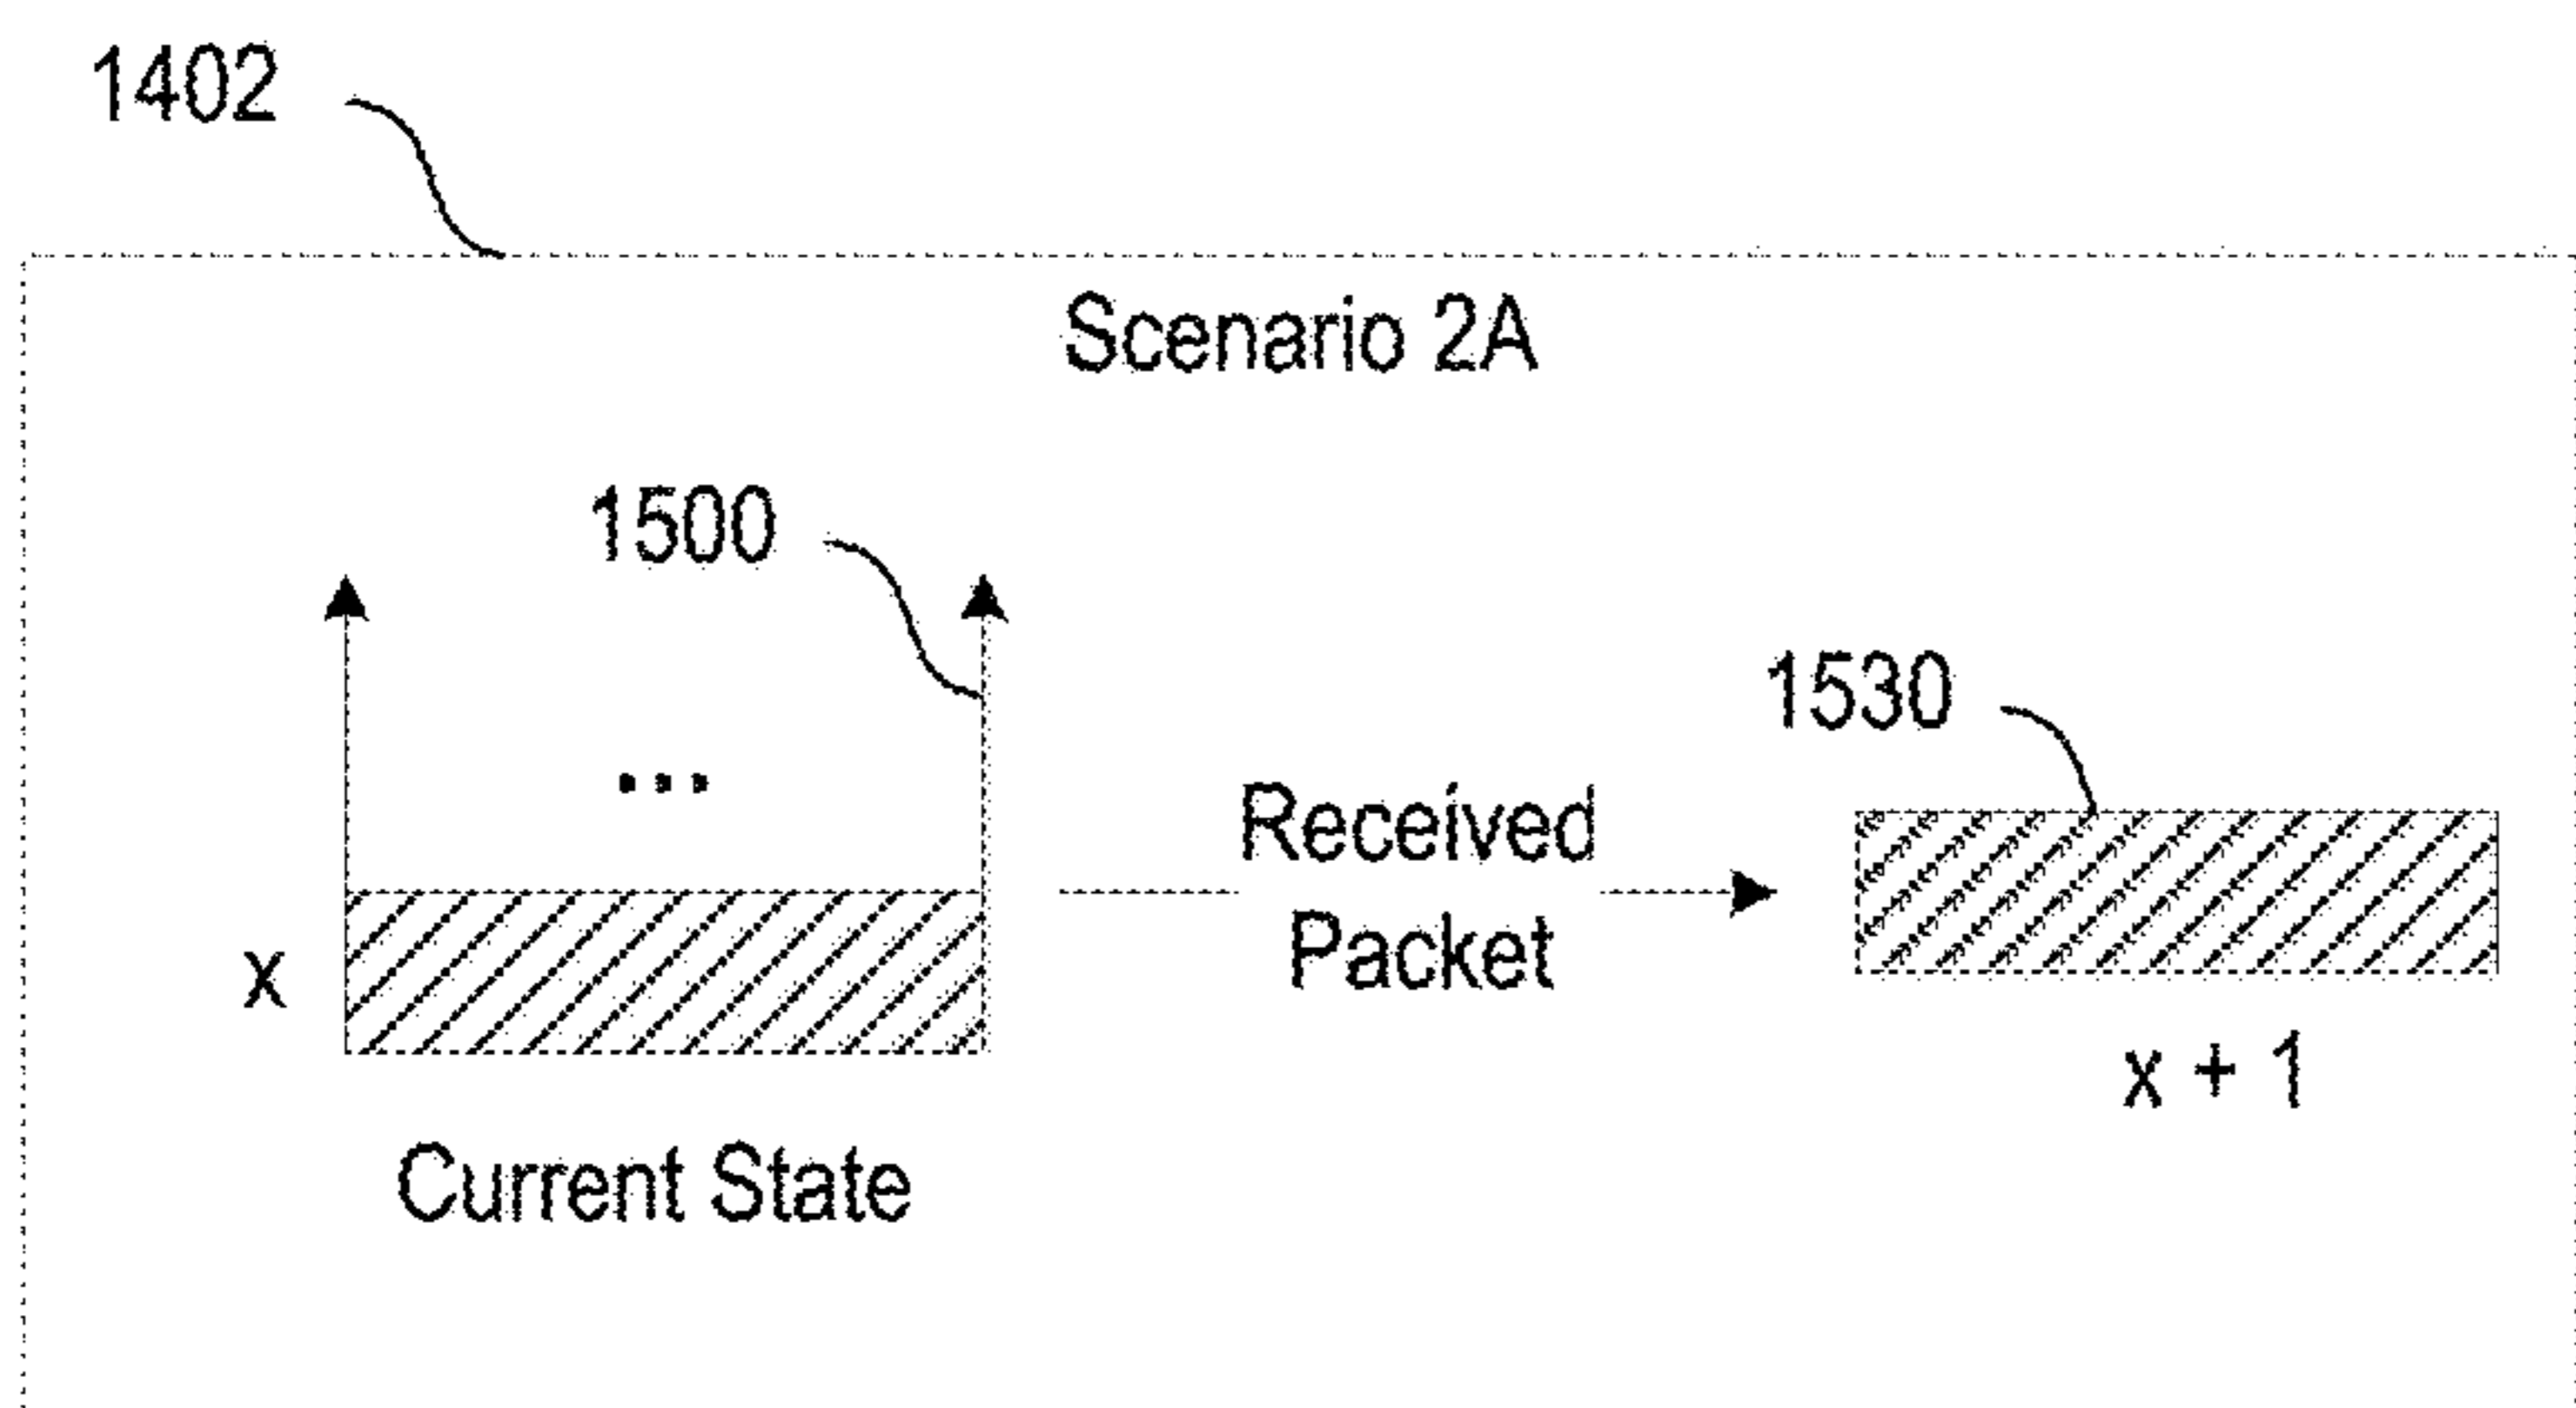 1402
Scenario 2A
1500
...
1530
Received
Packet
x
x + 1
Current State